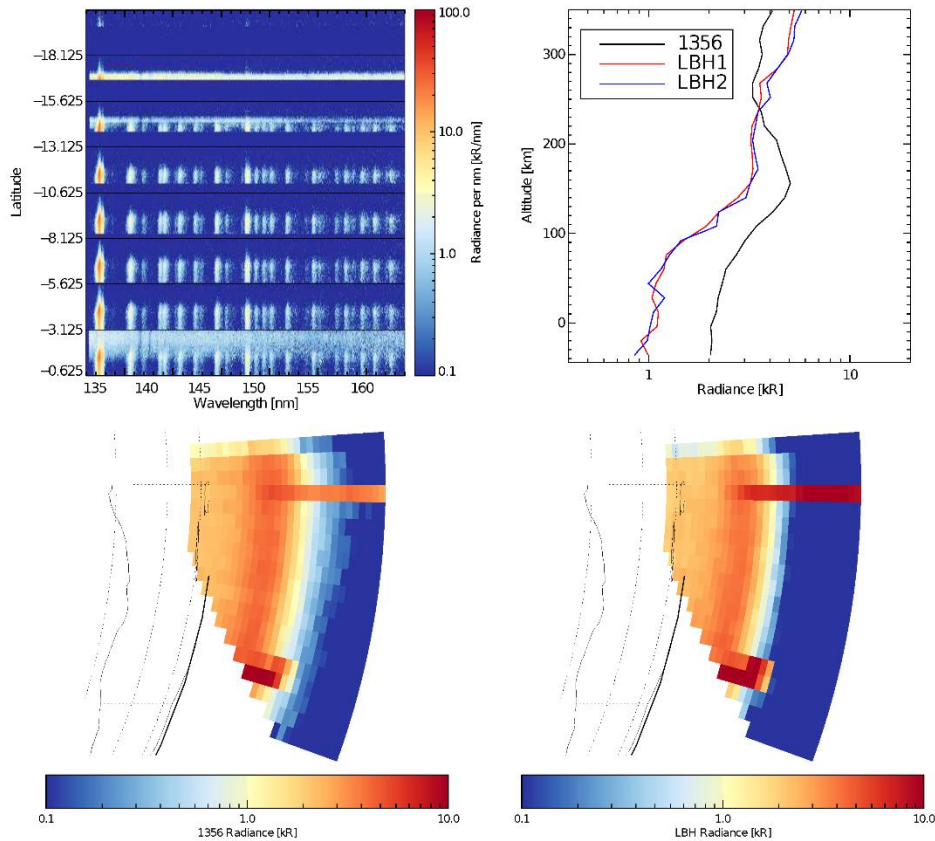 100.0
10.0
1.0
0.1
Radiance per nm [kR/nm]
Latitude
−18.125
−15.625
−13.125
−10.625
−8.125
−5.625
−3.125
−0.625
135 140 145 150 155 160
Wavelength [nm]
1356
LBH1
LBH2
Altitude [km]
300
200
100
0
1 10
Radiance [kR]
0.1 1.0 10.0
1356 Radiance [kR]
0.1 1.0 10.0
LBH Radiance [kR]